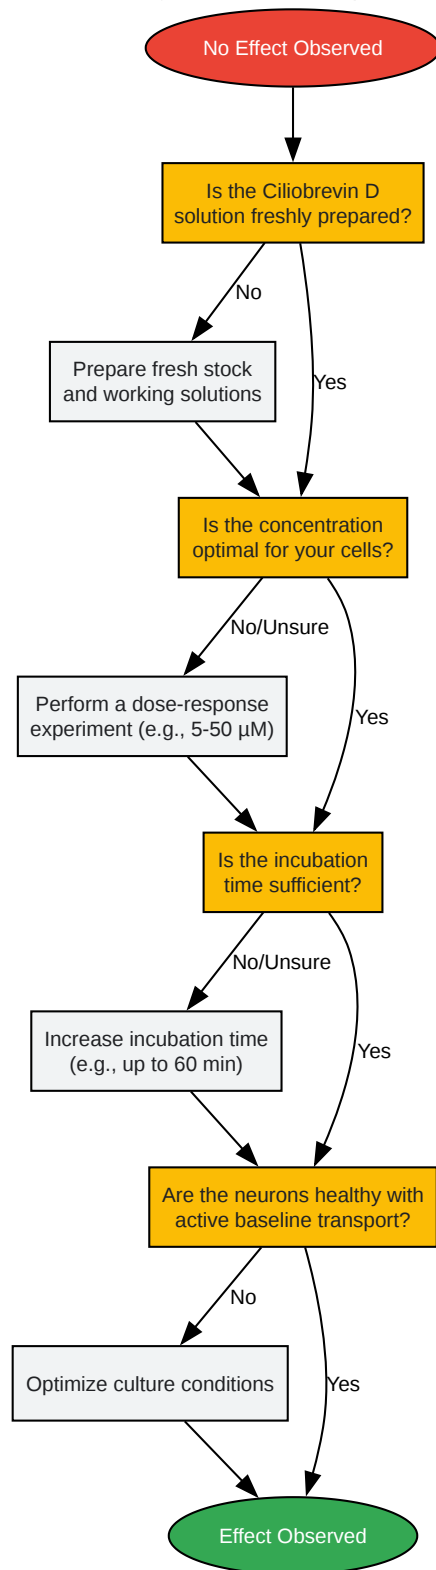 No Effect Observed
Is the Ciliobrevin D
solution freshly prepared?
No
Prepare fresh stock
and working solutions
Yes
Is the concentration
optimal for your cells?
No/Unsure
Perform a dose-response
experiment (e.g., 5-50 µM)
Yes
Is the incubation
time sufficient?
No/Unsure
Increase incubation time
(e.g., up to 60 min)
Yes
Are the neurons healthy with
active baseline transport?
No
Optimize culture conditions
Yes
Effect Observed